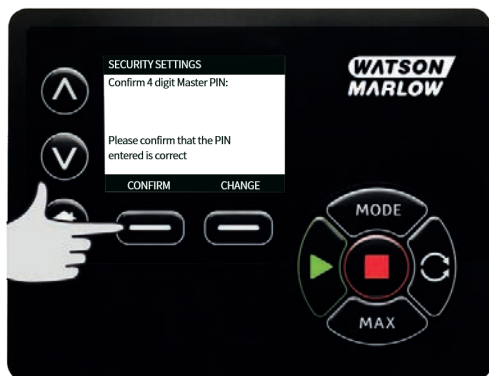 SECURITY SETTINGS
Confirm 4 digit Master PIN:
Please confirm that the PIN
entered is correct
CONFIRM CHANGE
WATSON
MARLOW
MODE
MAX